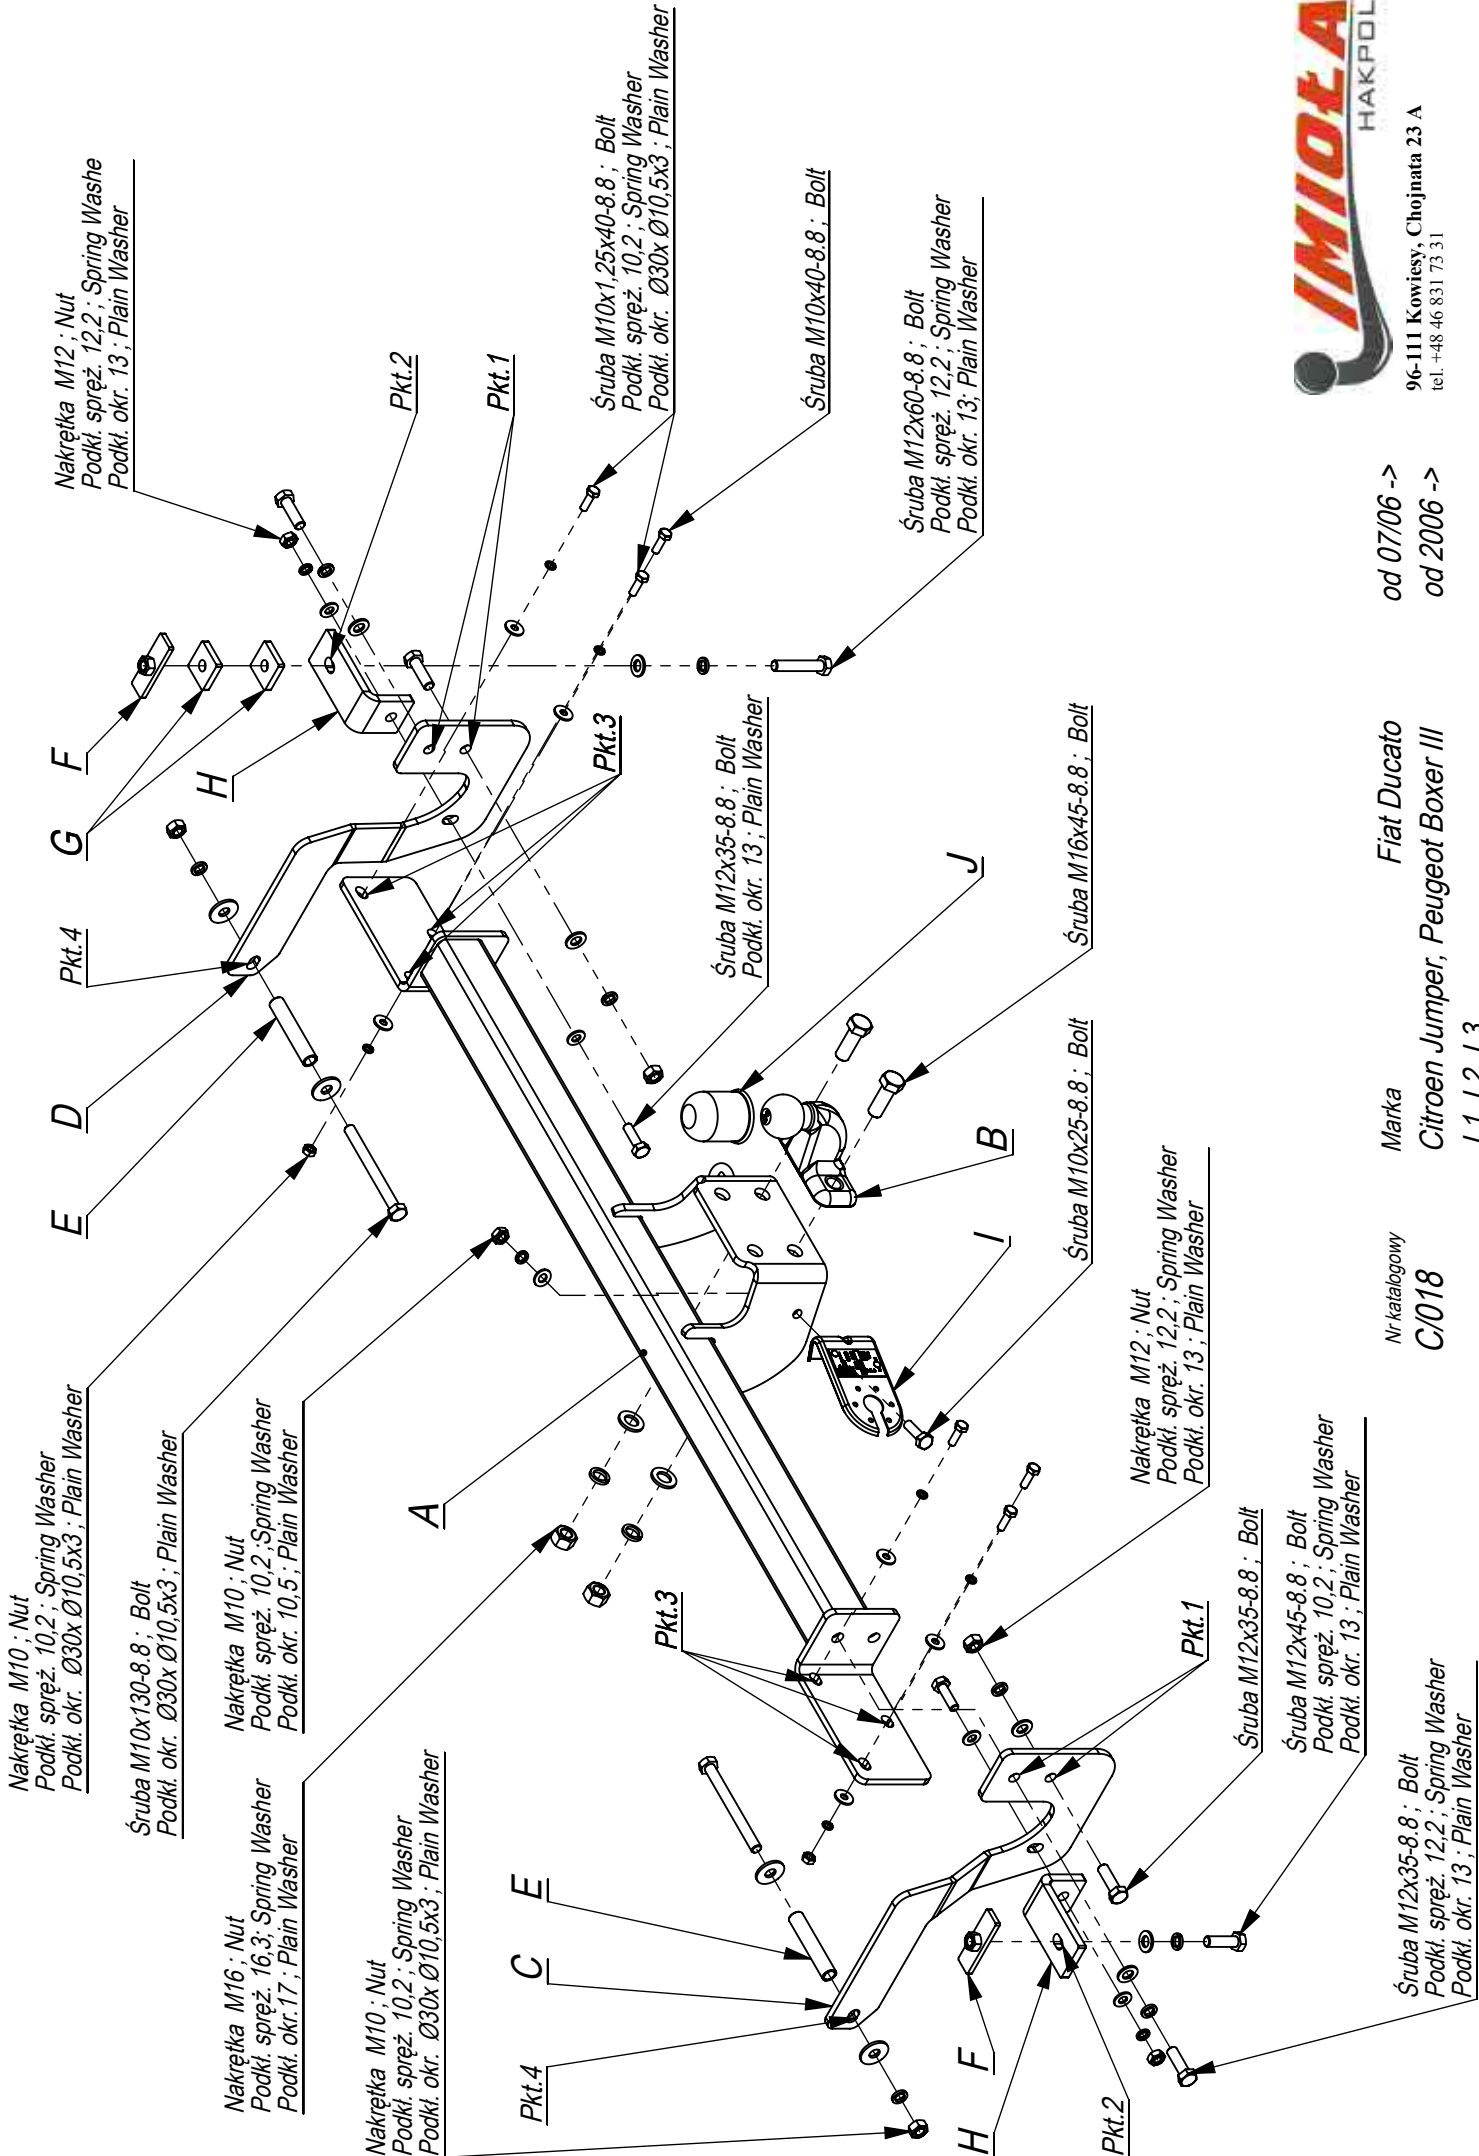 Nakrętka M10 ; Nut
Podkł. spręż. 10,2 ; Spring Washer
Podkł. okr. Ø30x Ø10,5x3 ; Plain Washer
Śruba M10x130-8.8 ; Bolt
Podkł. okr. Ø30x Ø10,5x3 ; Plain Washer
Nakrętka M10 ; Nut
Podkł. spręż. 10,2 ; Spring Washer
Podkł. okr. 10,5 ; Plain Washer
Nakrętka M16 ; Nut
Podkł. spręż. 16,3; Spring Washer
Podkł. okr.17 ; Plain Washer
Nakrętka M10 ; Nut
Podkł. spręż. 10,2 ; Spring Washer
Podkł. okr. Ø30x Ø10,5x3 ; Plain Washer
Nakrętka M12 ; Nut
Podkł. spręż. 12,2 ; Spring Washe
Podkł. okr. 13 ; Plain Washer
E
D
Pkt.4
G
F
H
Pkt.2
Pkt.1
Śruba M10x1,25x40-8.8 ; Bolt
Podkł. spręż. 10,2 ; Spring Washer
Podkł. okr. Ø30x Ø10,5x3 ; Plain Washer
Śruba M10x40-8.8 ; Bolt
Śruba M12x60-8.8 ; Bolt
Podkł. spręż. 12,2 ; Spring Washer
Podkł. okr. 13; Plain Washer
Pkt.3
Śruba M12x35-8.8 ; Bolt
Podkł. okr. 13 ; Plain Washer
A
J
Śruba M16x45-8.8 ; Bolt
B
I
Śruba M10x25-8.8 ; Bolt
Pkt.4
C
E
Pkt.3
Nakrętka M12 ; Nut
Podkł. spręż. 12,2 ; Spring Washer
Podkł. okr. 13 ; Plain Washer
Pkt.1
H
F
Pkt.2
Śruba M12x35-8.8 ; Bolt
Śruba M12x45-8.8 ; Bolt
Podkł. spręż. 10,2 ; Spring Washer
Podkł. okr. 13 ; Plain Washer
Śruba M12x35-8.8 ; Bolt
Podkł. spręż. 12,2 ; Spring Washer
Podkł. okr. 13 ; Plain Washer
Nr katalogowy
C/018
Marka
Fiat Ducato
od 07/06 ->
Citroen Jumper, Peugeot Boxer III
od 2006 ->
L1, L2, L3
IMIOŁA
HAKPOL
96-111 Kowiesy, Chojnata 23 A
tel. +48 46 831 73 31